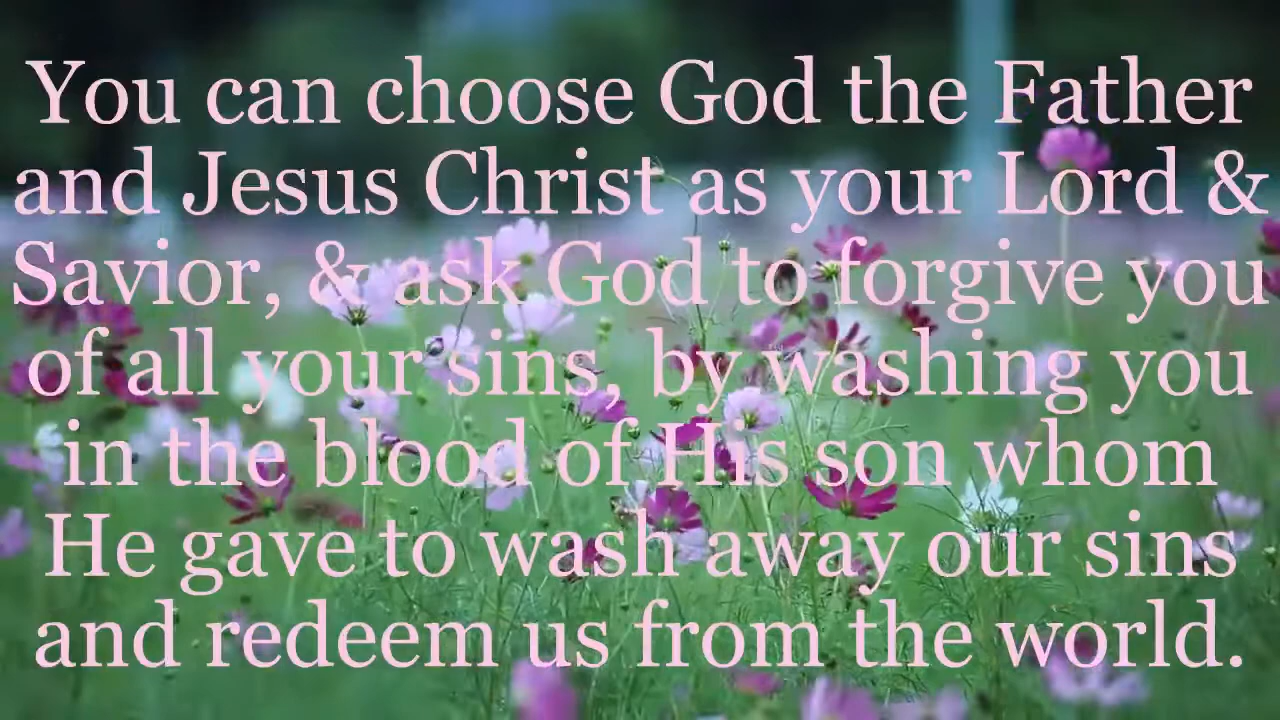 You can choose God the Father
and Jesus Christ as your Lord &
Savior, & ask God to forgive you
of all your sins, by washing you
in the blood of His son whom
He gave to wash away our sins
and redeem us from the world.